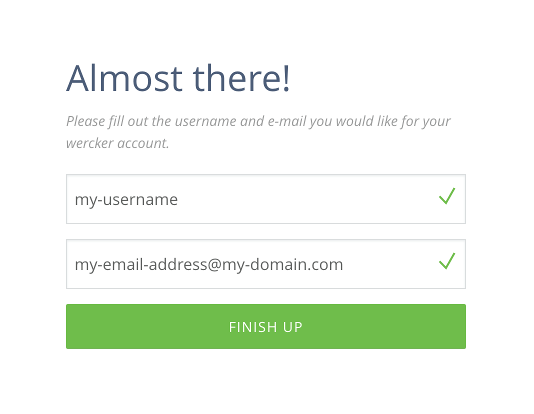 Almost there!
Please fill out the username and e-mail you would like for your
wercker account.
my-username
my-email-address@my-domain.com
FINISH UP